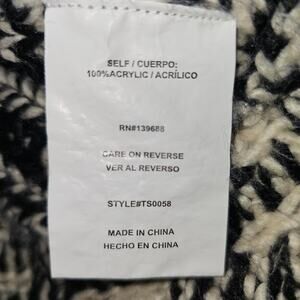 SELF / CUERPO:
100%ACRYLIC / ACRÍLICO
RN#139688
CARE ON REVERSE
VER AL REVERSO
STYLE#TS0058
MADE IN CHINA
HECHO EN CHINA